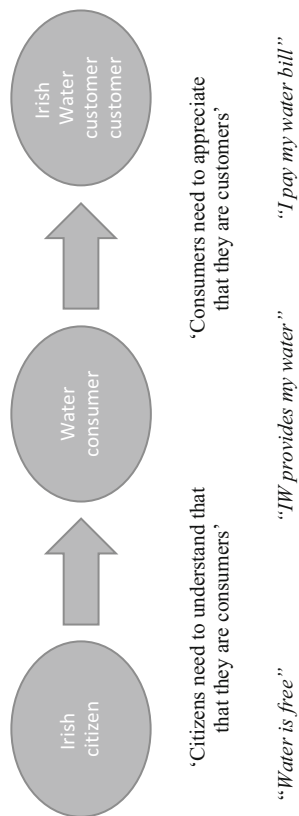 Irish
citizen
Water
consumer
Irish
Water
customer
customer
‘Citizens need to understand that
that they are consumers’
‘Consumers need to appreciate
that they are customers’
“Water is free”
“IW provides my water”
“I pay my water bill”